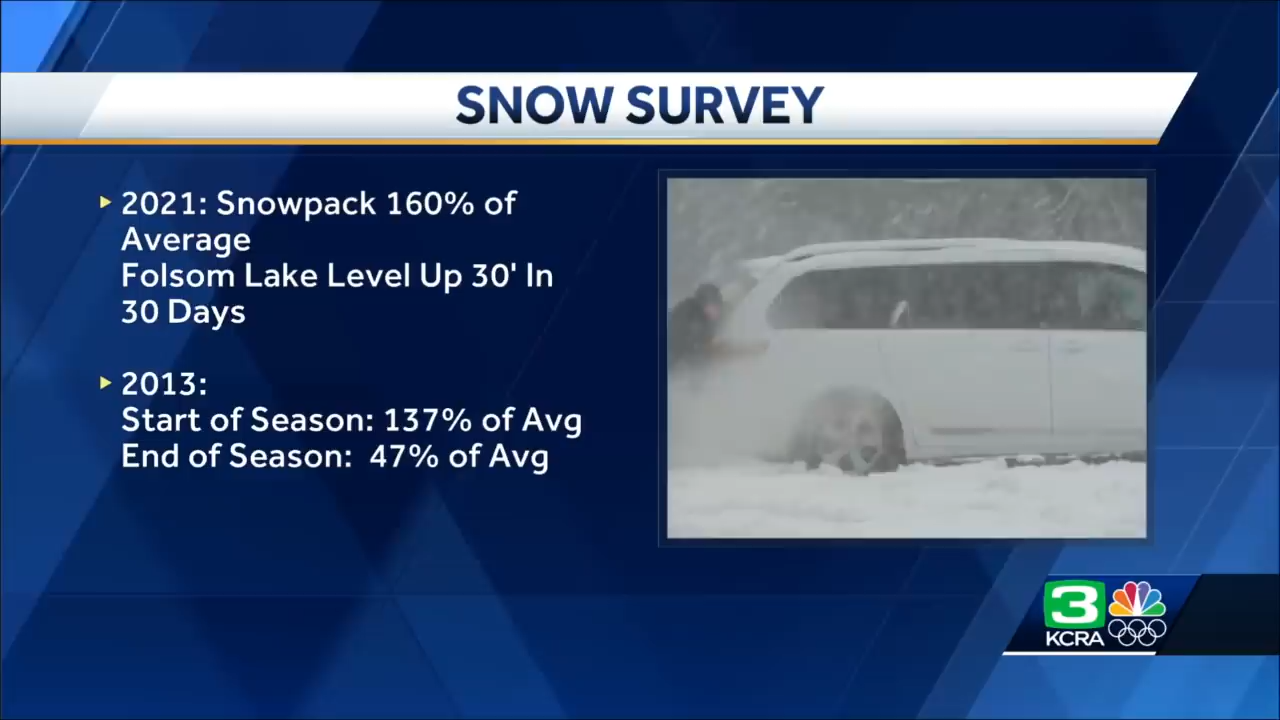 SNOW SURVEY
2021: Snowpack 160% of
Average
Folsom Lake Level Up 30' In
30 Days
2013:
Start of Season: 137% of Avg
End of Season: 47% of Avg
3
KCRA